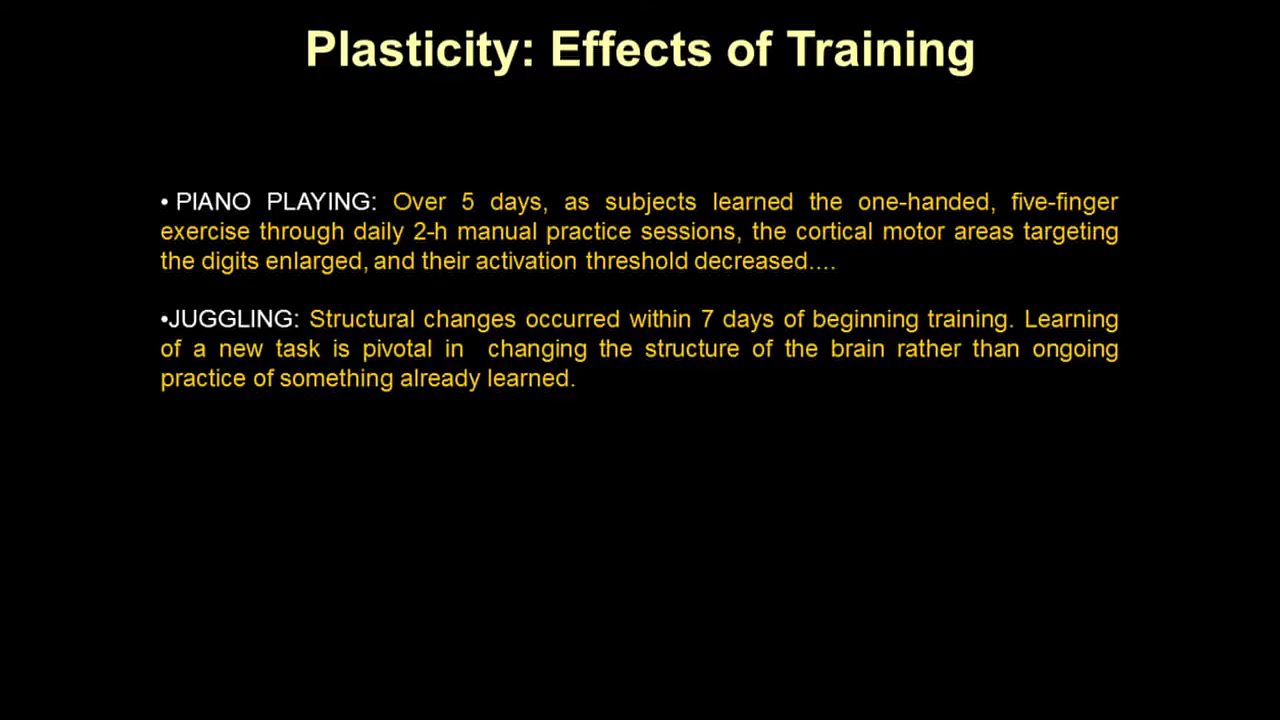 Plasticity: Effects of Training
• PIANO PLAYING: Over 5 days, as subjects learned the one-handed, five-finger
exercise through daily 2-h manual practice sessions, the cortical motor areas targeting
the digits enlarged, and their activation threshold decreased....
•JUGGLING: Structural changes occurred within 7 days of beginning training. Learning
of a new task is pivotal in changing the structure of the brain rather than ongoing
practice of something already learned.